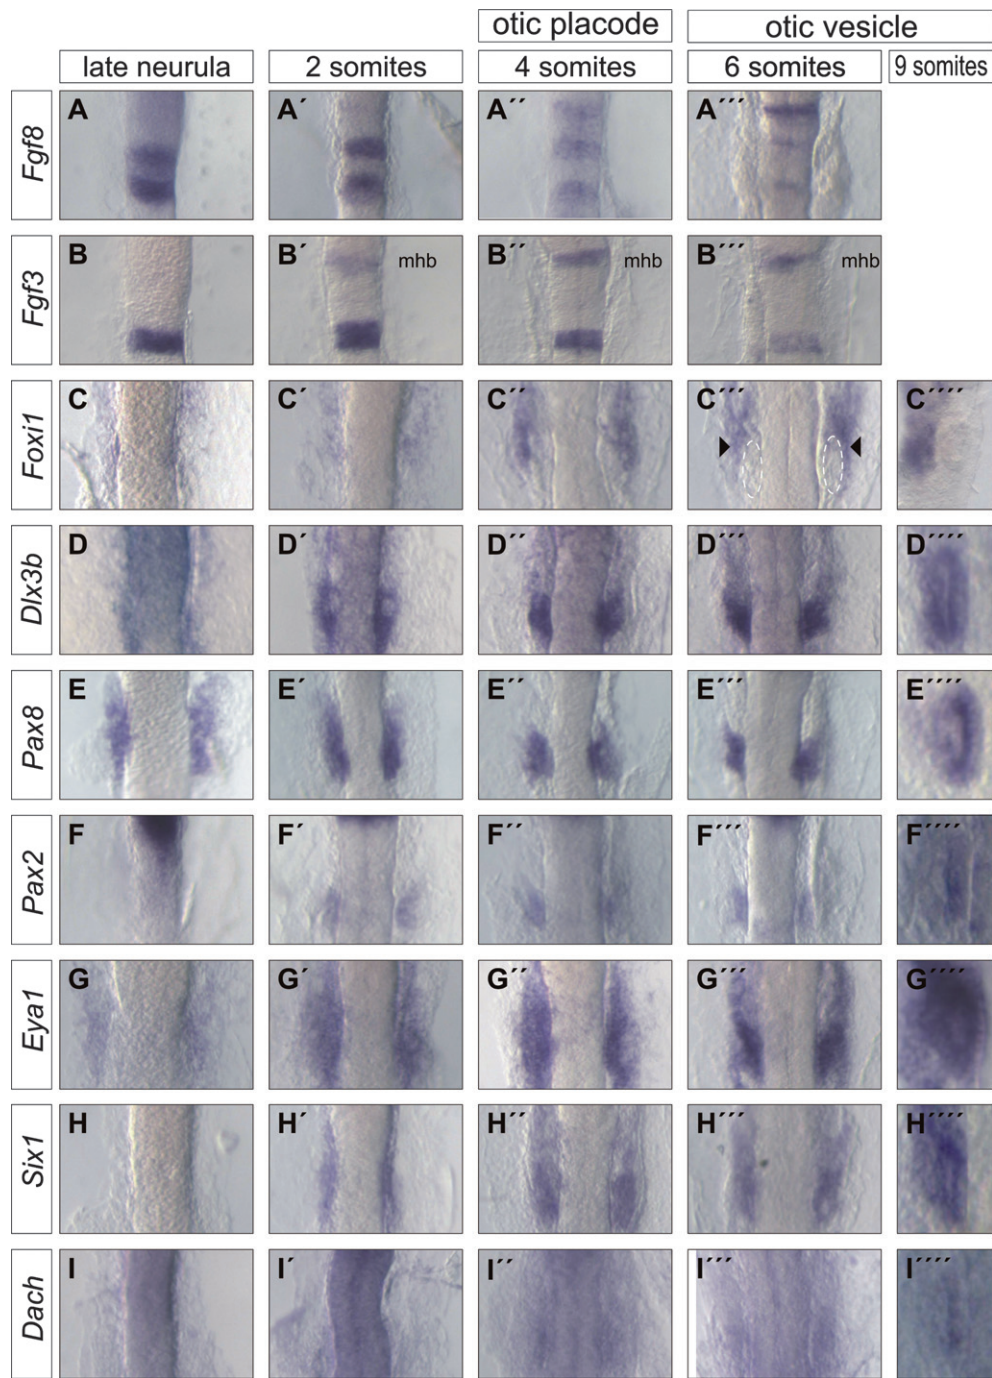 otic placode otic vesicle
late neurula 2 somites 4 somites 6 somites 9 somites
Fgf8 A A´ A´´ A´´´
Fgf3 B B´ mhb B´´ mhb B´´´ mhb
Foxi1 C C´ C´´ C´´´ C´´´´
Dlx3b D D´ D´´ D´´´ D´´´´
Pax8 E E´ E´´ E´´´ E´´´´
Pax2 F F´ F´´ F´´´ F´´´´
Eya1 G G´ G´´ G´´´ G´´´´
Six1 H H´ H´´ H´´´ H´´´´
Dach I I´ I´´ I´´´ I´´´´